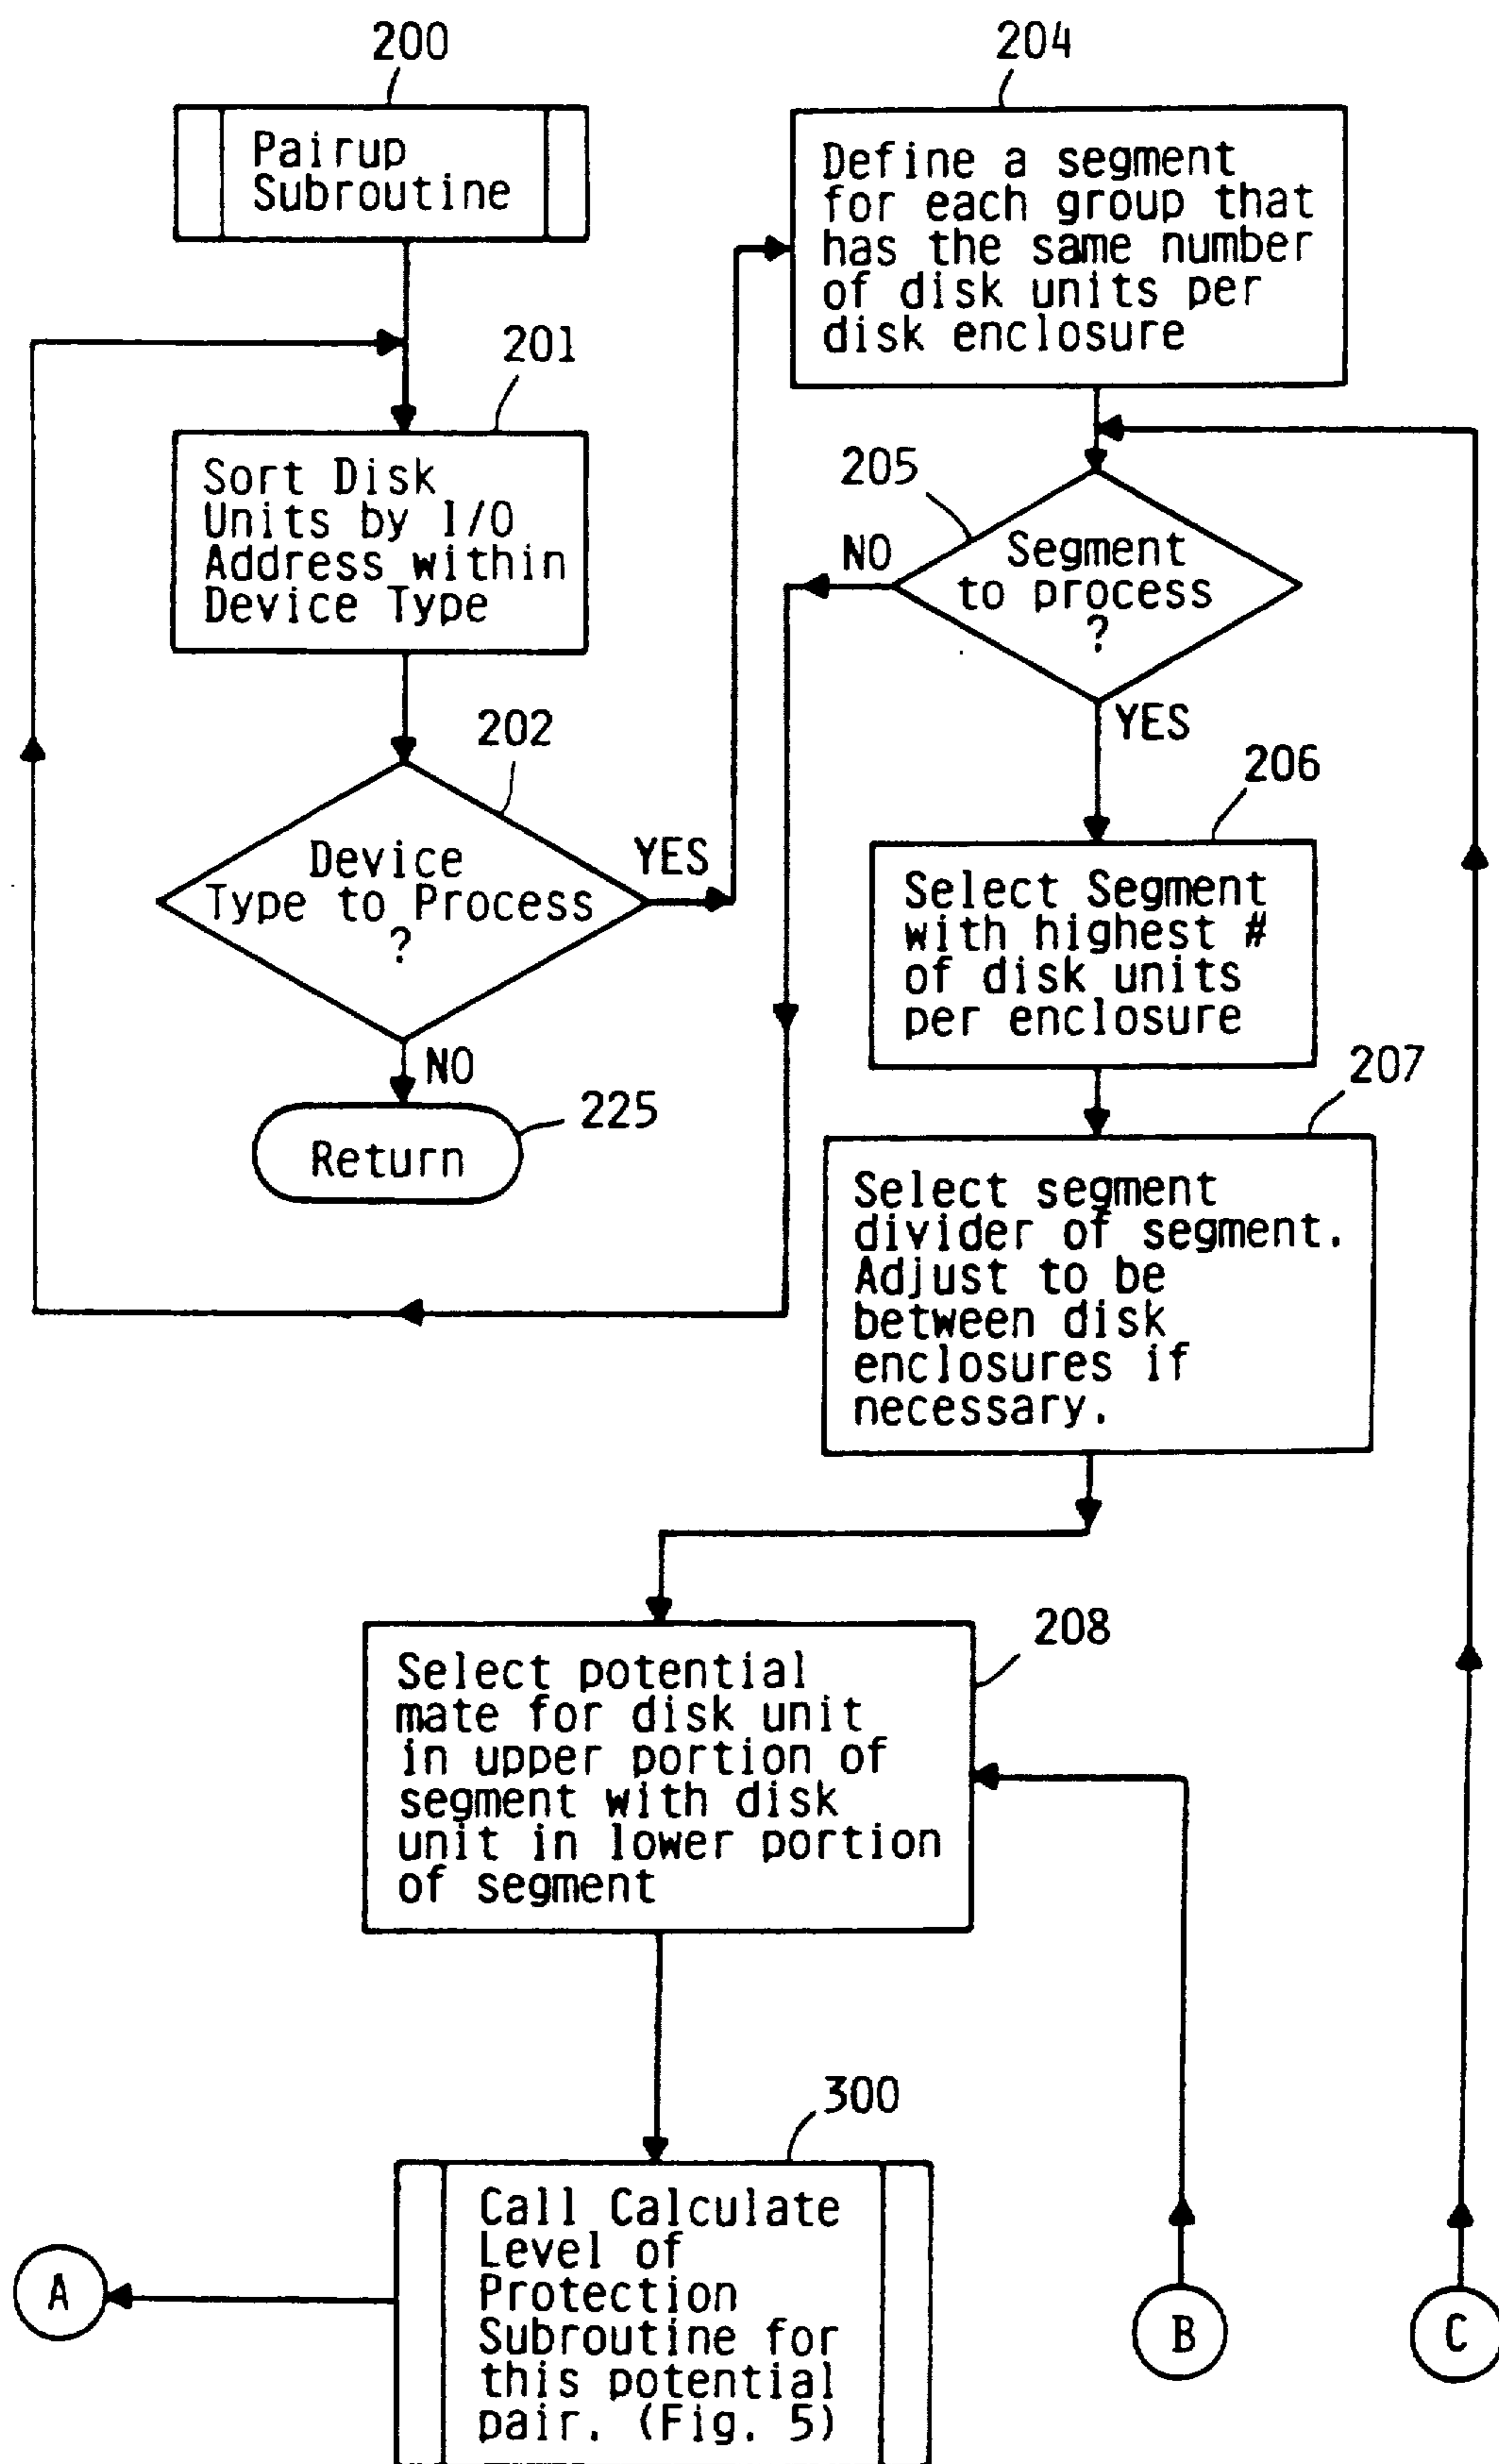 200
Pairup
Subroutine
201
Sort Disk
Units by I/O
Address within
Device Type
202
Device
Type to Process
?
YES
NO
225
Return
204
Define a segment
for each group that
has the same number
of disk units per
disk enclosure
205
NO
Segment
to process
?
YES
206
Select Segment
with highest #
of disk units
per enclosure
207
Select segment
divider of segment.
Adjust to be
between disk
enclosures if
necessary.
208
Select potential
mate for disk unit
in upper portion of
segment with disk
unit in lower portion
of segment
300
Call Calculate
Level of
Protection
Subroutine for
this potential
pair. (Fig. 5)
A
B
C